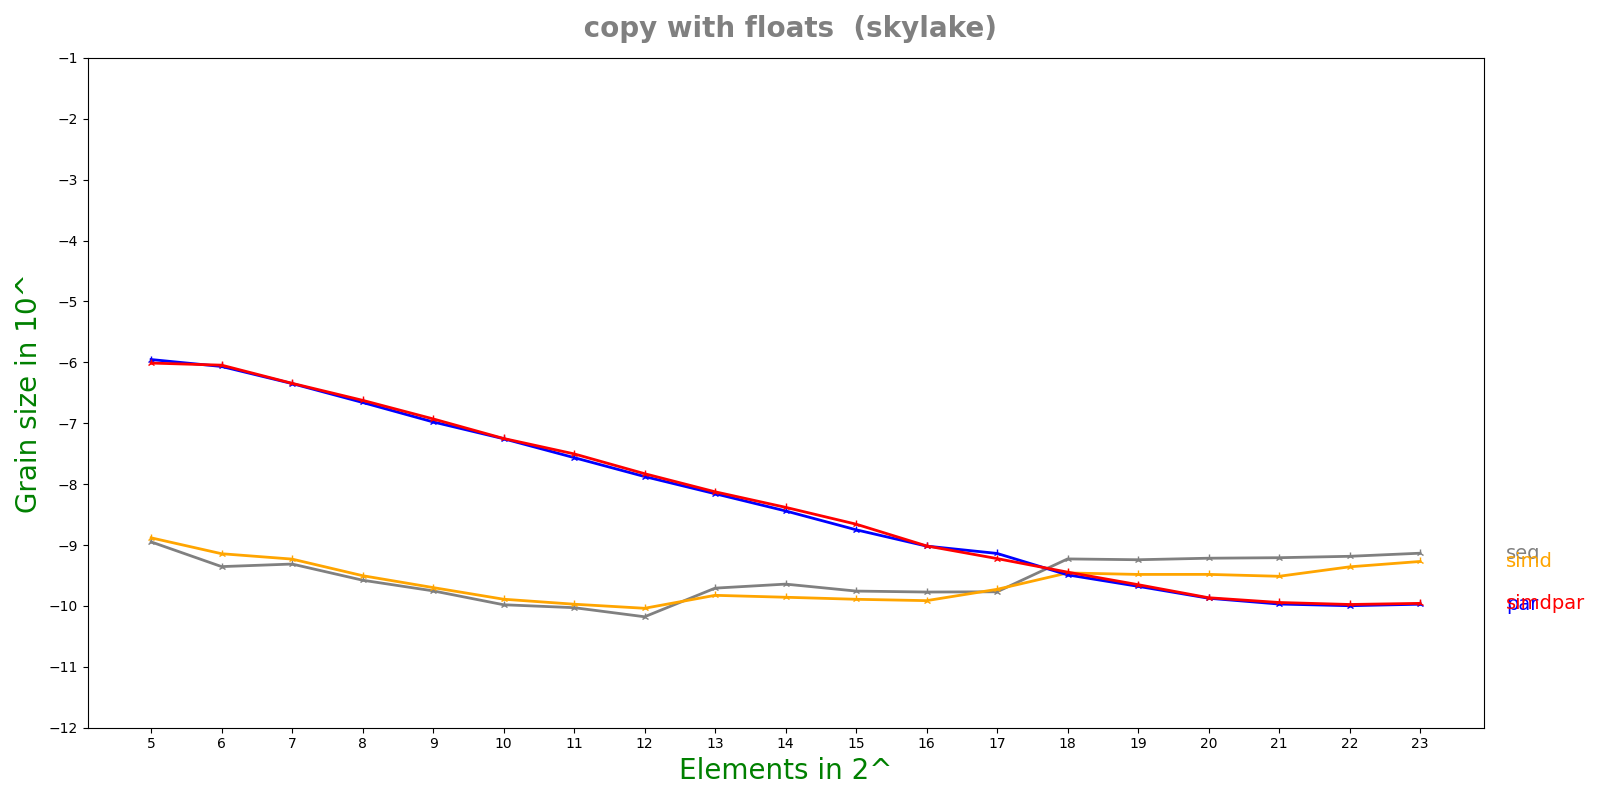 copy with floats (skylake)
−1
−2
−3
−4
−5
−6
−7
−8
−9
−10
−11
−12
Grain size in 10^
seq
simd
simdpar
par
5 6 7 8 9 10 11 12 13 14 15 16 17 18 19 20 21 22 23
Elements in 2^